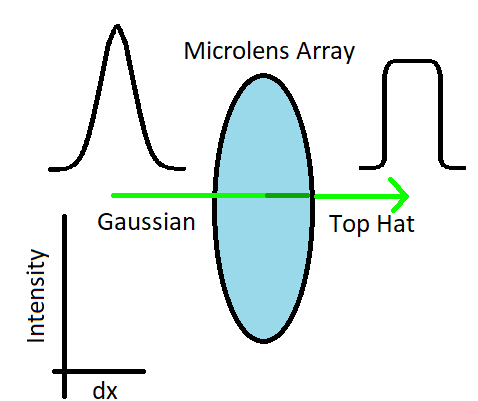 Microlens Array
Gaussian
Top Hat
Intensity
dx